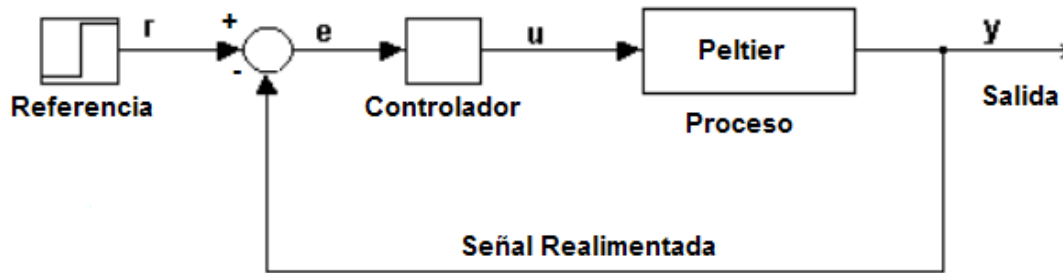 r
+
-
e
u
Peltier
y
Referencia
Controlador
Proceso
Salida
Señal Realimentada